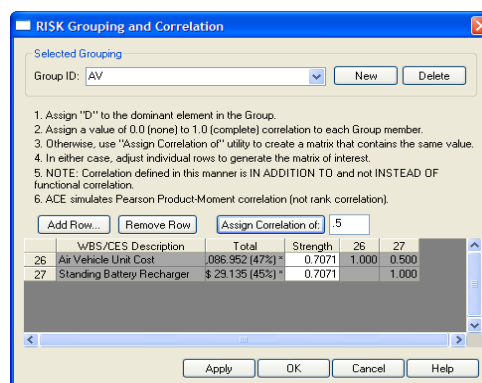 RISK Grouping and Correlation
Selected Grouping
Group ID: AV New Delete
1. Assign "D" to the dominant element in the Group.
2. Assign a value of 0.0 (none) to 1.0 (complete) correlation to each Group member.
3. Otherwise, use "Assign Correlation of" utility to create a matrix that contains the same value.
4. In either case, adjust individual rows to generate the matrix of interest.
5. NOTE: Correlation defined in this manner is IN ADDITION TO and not INSTEAD OF
functional correlation.
6. ACE simulates Pearson Product-Moment correlation (not rank correlation).
Add Row... Remove Row Assign Correlation of: .5
WBS/CES Description Total Strength 26 27
26 Air Vehicle Unit Cost ,086.952 (47%) * 0.7071 1.000 0.500
27 Standing Battery Recharger $ 29.135 (45%) * 0.7071 1.000
Apply OK Cancel Help